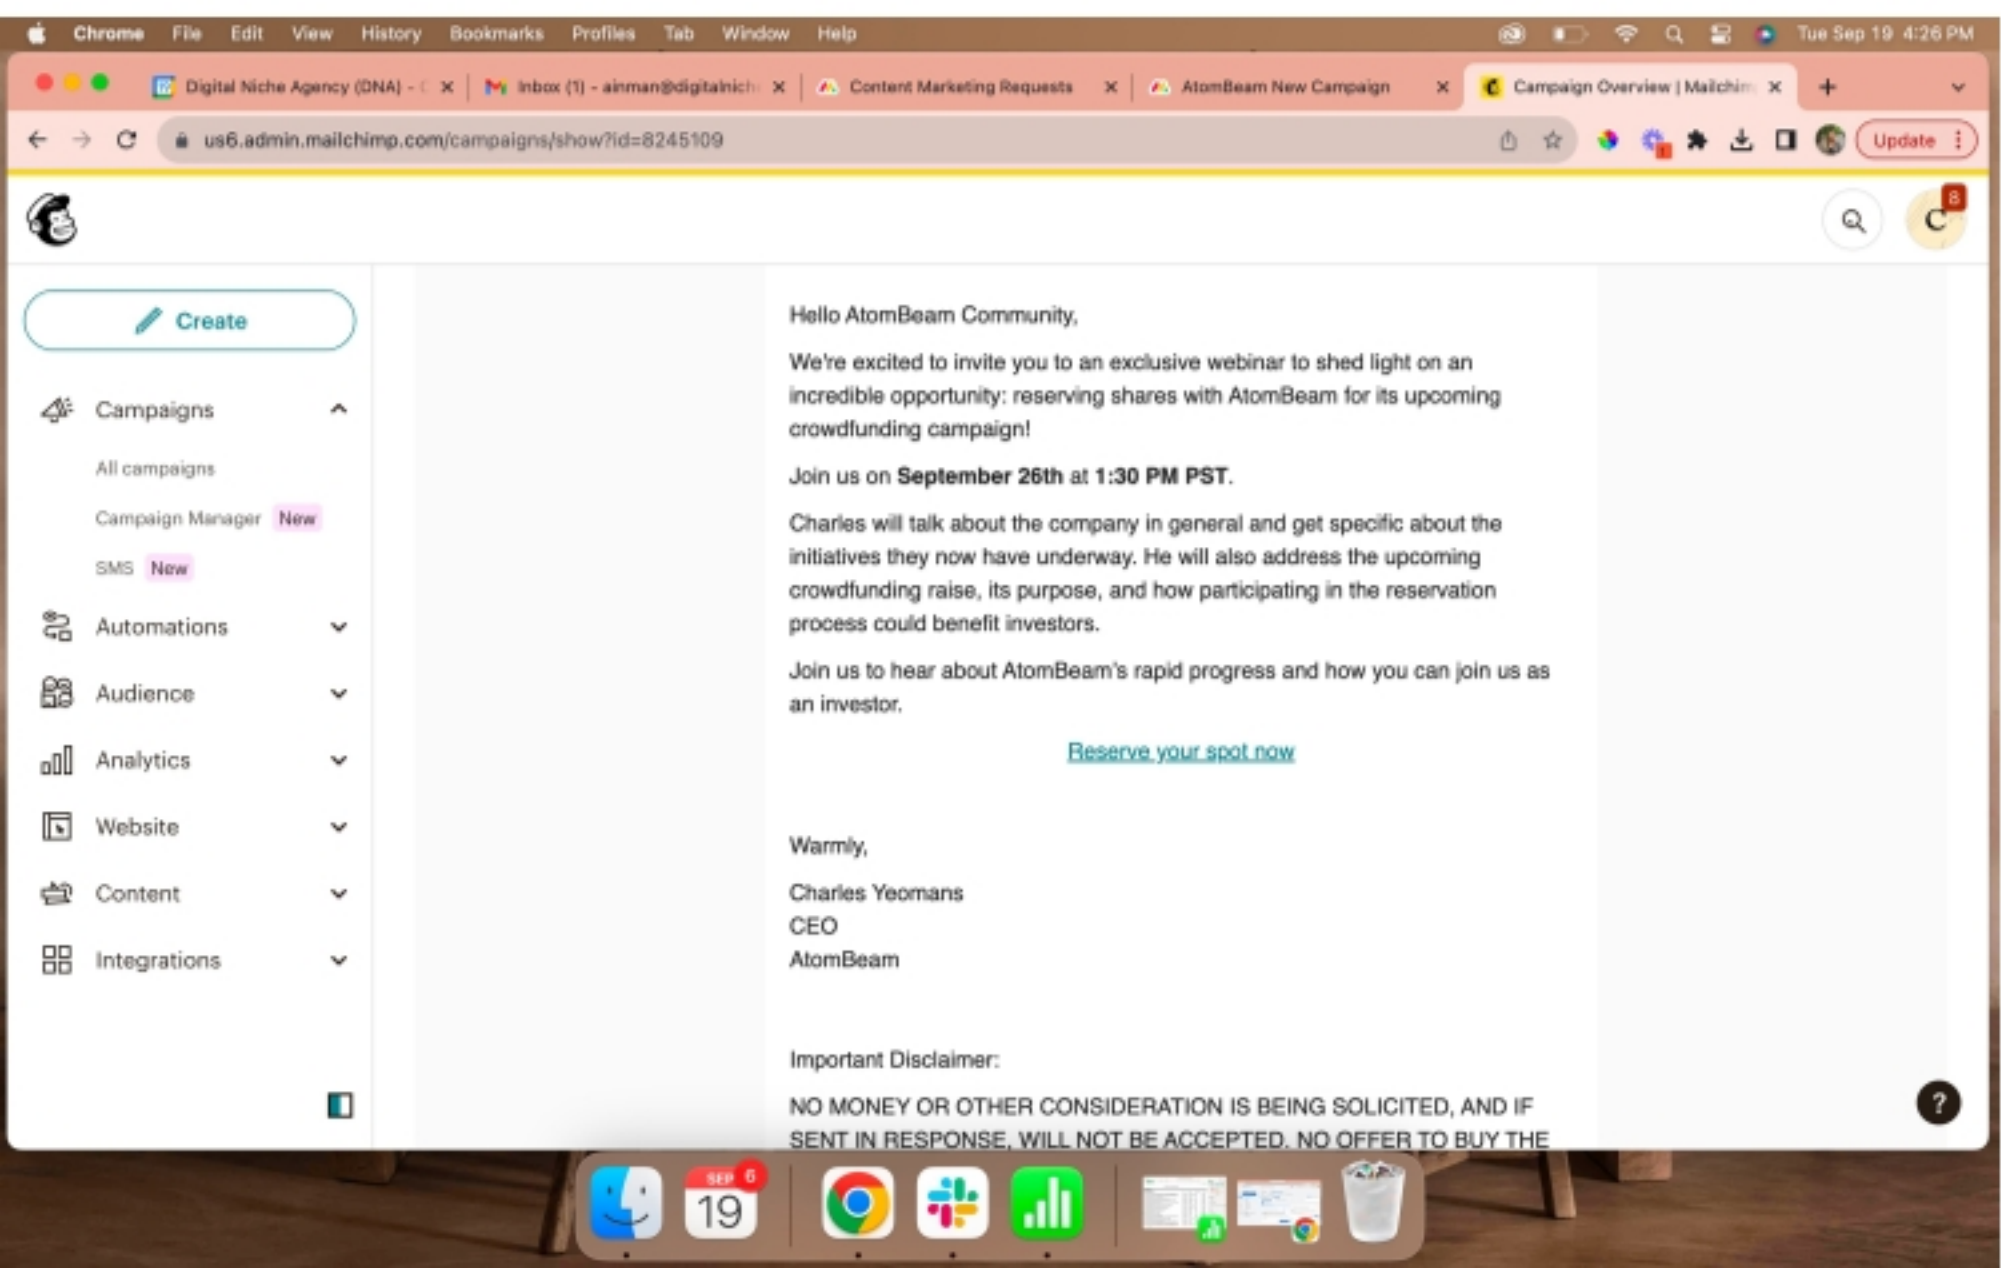 Chrome File Edit View History Bookmarks Profiles Tab Window Help Tue Sep 19 4:26 PM
Digital Niche Agency (DNA) - Inbox (1) - ainman@digitalnich Content Marketing Requests AtomBeam New Campaign Campaign Overview | Mailchim
us6.admin.mailchimp.com/campaigns/show?id=8245109 Update
C 8
Create
Campaigns
All campaigns
Campaign Manager New
SMS New
Automations
Audience
Analytics
Website
Content
Integrations
Hello AtomBeam Community,
We're excited to invite you to an exclusive webinar to shed light on an
incredible opportunity: reserving shares with AtomBeam for its upcoming
crowdfunding campaign!
Join us on September 26th at 1:30 PM PST.
Charles will talk about the company in general and get specific about the
initiatives they now have underway. He will also address the upcoming
crowdfunding raise, its purpose, and how participating in the reservation
process could benefit investors.
Join us to hear about AtomBeam's rapid progress and how you can join us as
an investor.
Reserve your spot now
Warmly,
Charles Yeomans
CEO
AtomBeam
Important Disclaimer:
NO MONEY OR OTHER CONSIDERATION IS BEING SOLICITED, AND IF
SENT IN RESPONSE, WILL NOT BE ACCEPTED. NO OFFER TO BUY THE
?
SEP 6
19